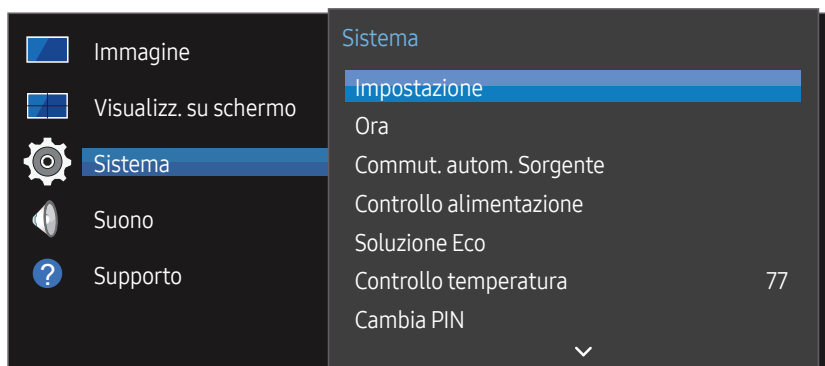 Immagine
Visualizz. su schermo
Sistema
Suono
Supporto
Sistema
Impostazione
Ora
Commut. autom. Sorgente
Controllo alimentazione
Soluzione Eco
Controllo temperatura 77
Cambia PIN